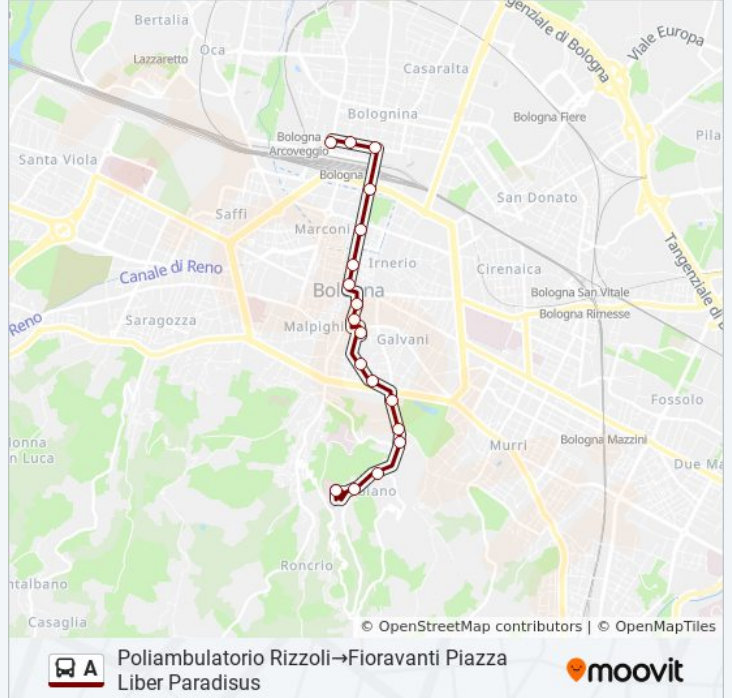 Bertalia
Oca
Lazzaretto
Tangenziale di Bologna
Viale Europa
Casaralta
Bolognina
Bologna Fiere
Bologna
Arcoveggio
Pila
Santa Viola
Bologna
San Donato
Saffi
Marconi
Irnerio
Canale di Reno
Cirenaica
Tangenziale di
Bologna
Bologna San Vitale
Reno
Saragozza
Malpighi
Galvani
Bologna Rimesse
Fossolo
Murri
Bologna Mazzini
Due Ma
n Luca
Roncrio
ntalbano
Casaglia
© OpenStreetMap contributors | © OpenMapTiles
A
Poliambulatorio Rizzoli→Fioravanti Piazza
Liber Paradisus
moovit